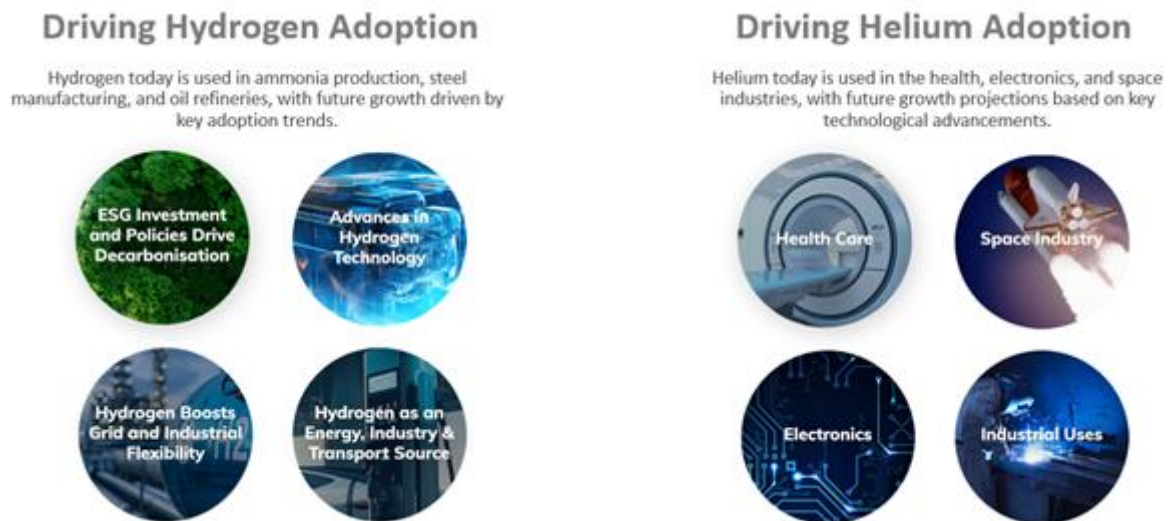 Driving Hydrogen Adoption
Hydrogen today is used in ammonia production, steel
manufacturing, and oil refineries, with future growth driven by
key adoption trends.
ESG Investment
and Policies Drive
Decarbonisation
Advances in
Hydrogen
Technology
Hydrogen Boosts
Grid and Industrial
Flexibility
H2
Hydrogen as an
Energy, Industry &
Transport Source
Driving Helium Adoption
Helium today is used in the health, electronics, and space
industries, with future growth projections based on key
technological advancements.
Health Care
Space Industry
Electronics
Industrial Uses